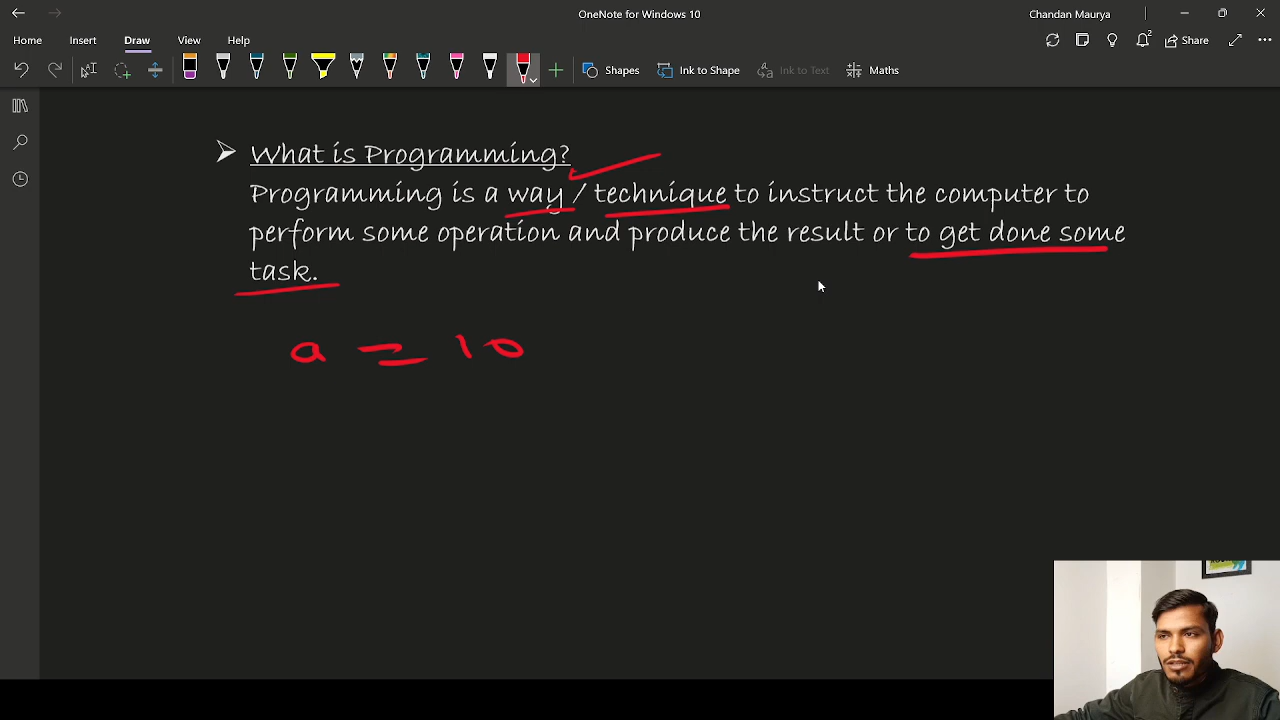 OneNote for Windows 10
Chandan Maurya
Home Insert Draw View Help
2 Share
Shapes Ink to Shape Ink to Text Maths
What is Programming?
Programming is a way / technique to instruct the computer to
perform some operation and produce the result or to get done some
task.
a = 10